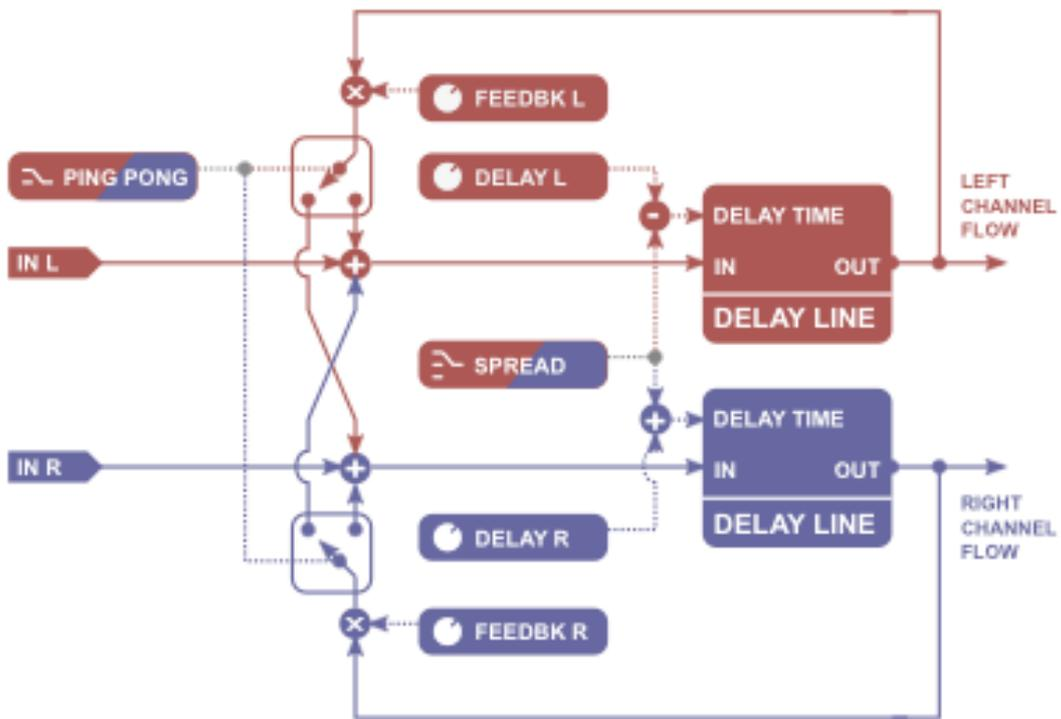 FEEDBK L
PING PONG
DELAY L
LEFT
CHANNEL
FLOW
DELAY TIME
IN L
IN
OUT
DELAY LINE
SPREAD
DELAY TIME
IN R
IN
OUT
RIGHT
CHANNEL
FLOW
DELAY LINE
DELAY R
FEEDBK R